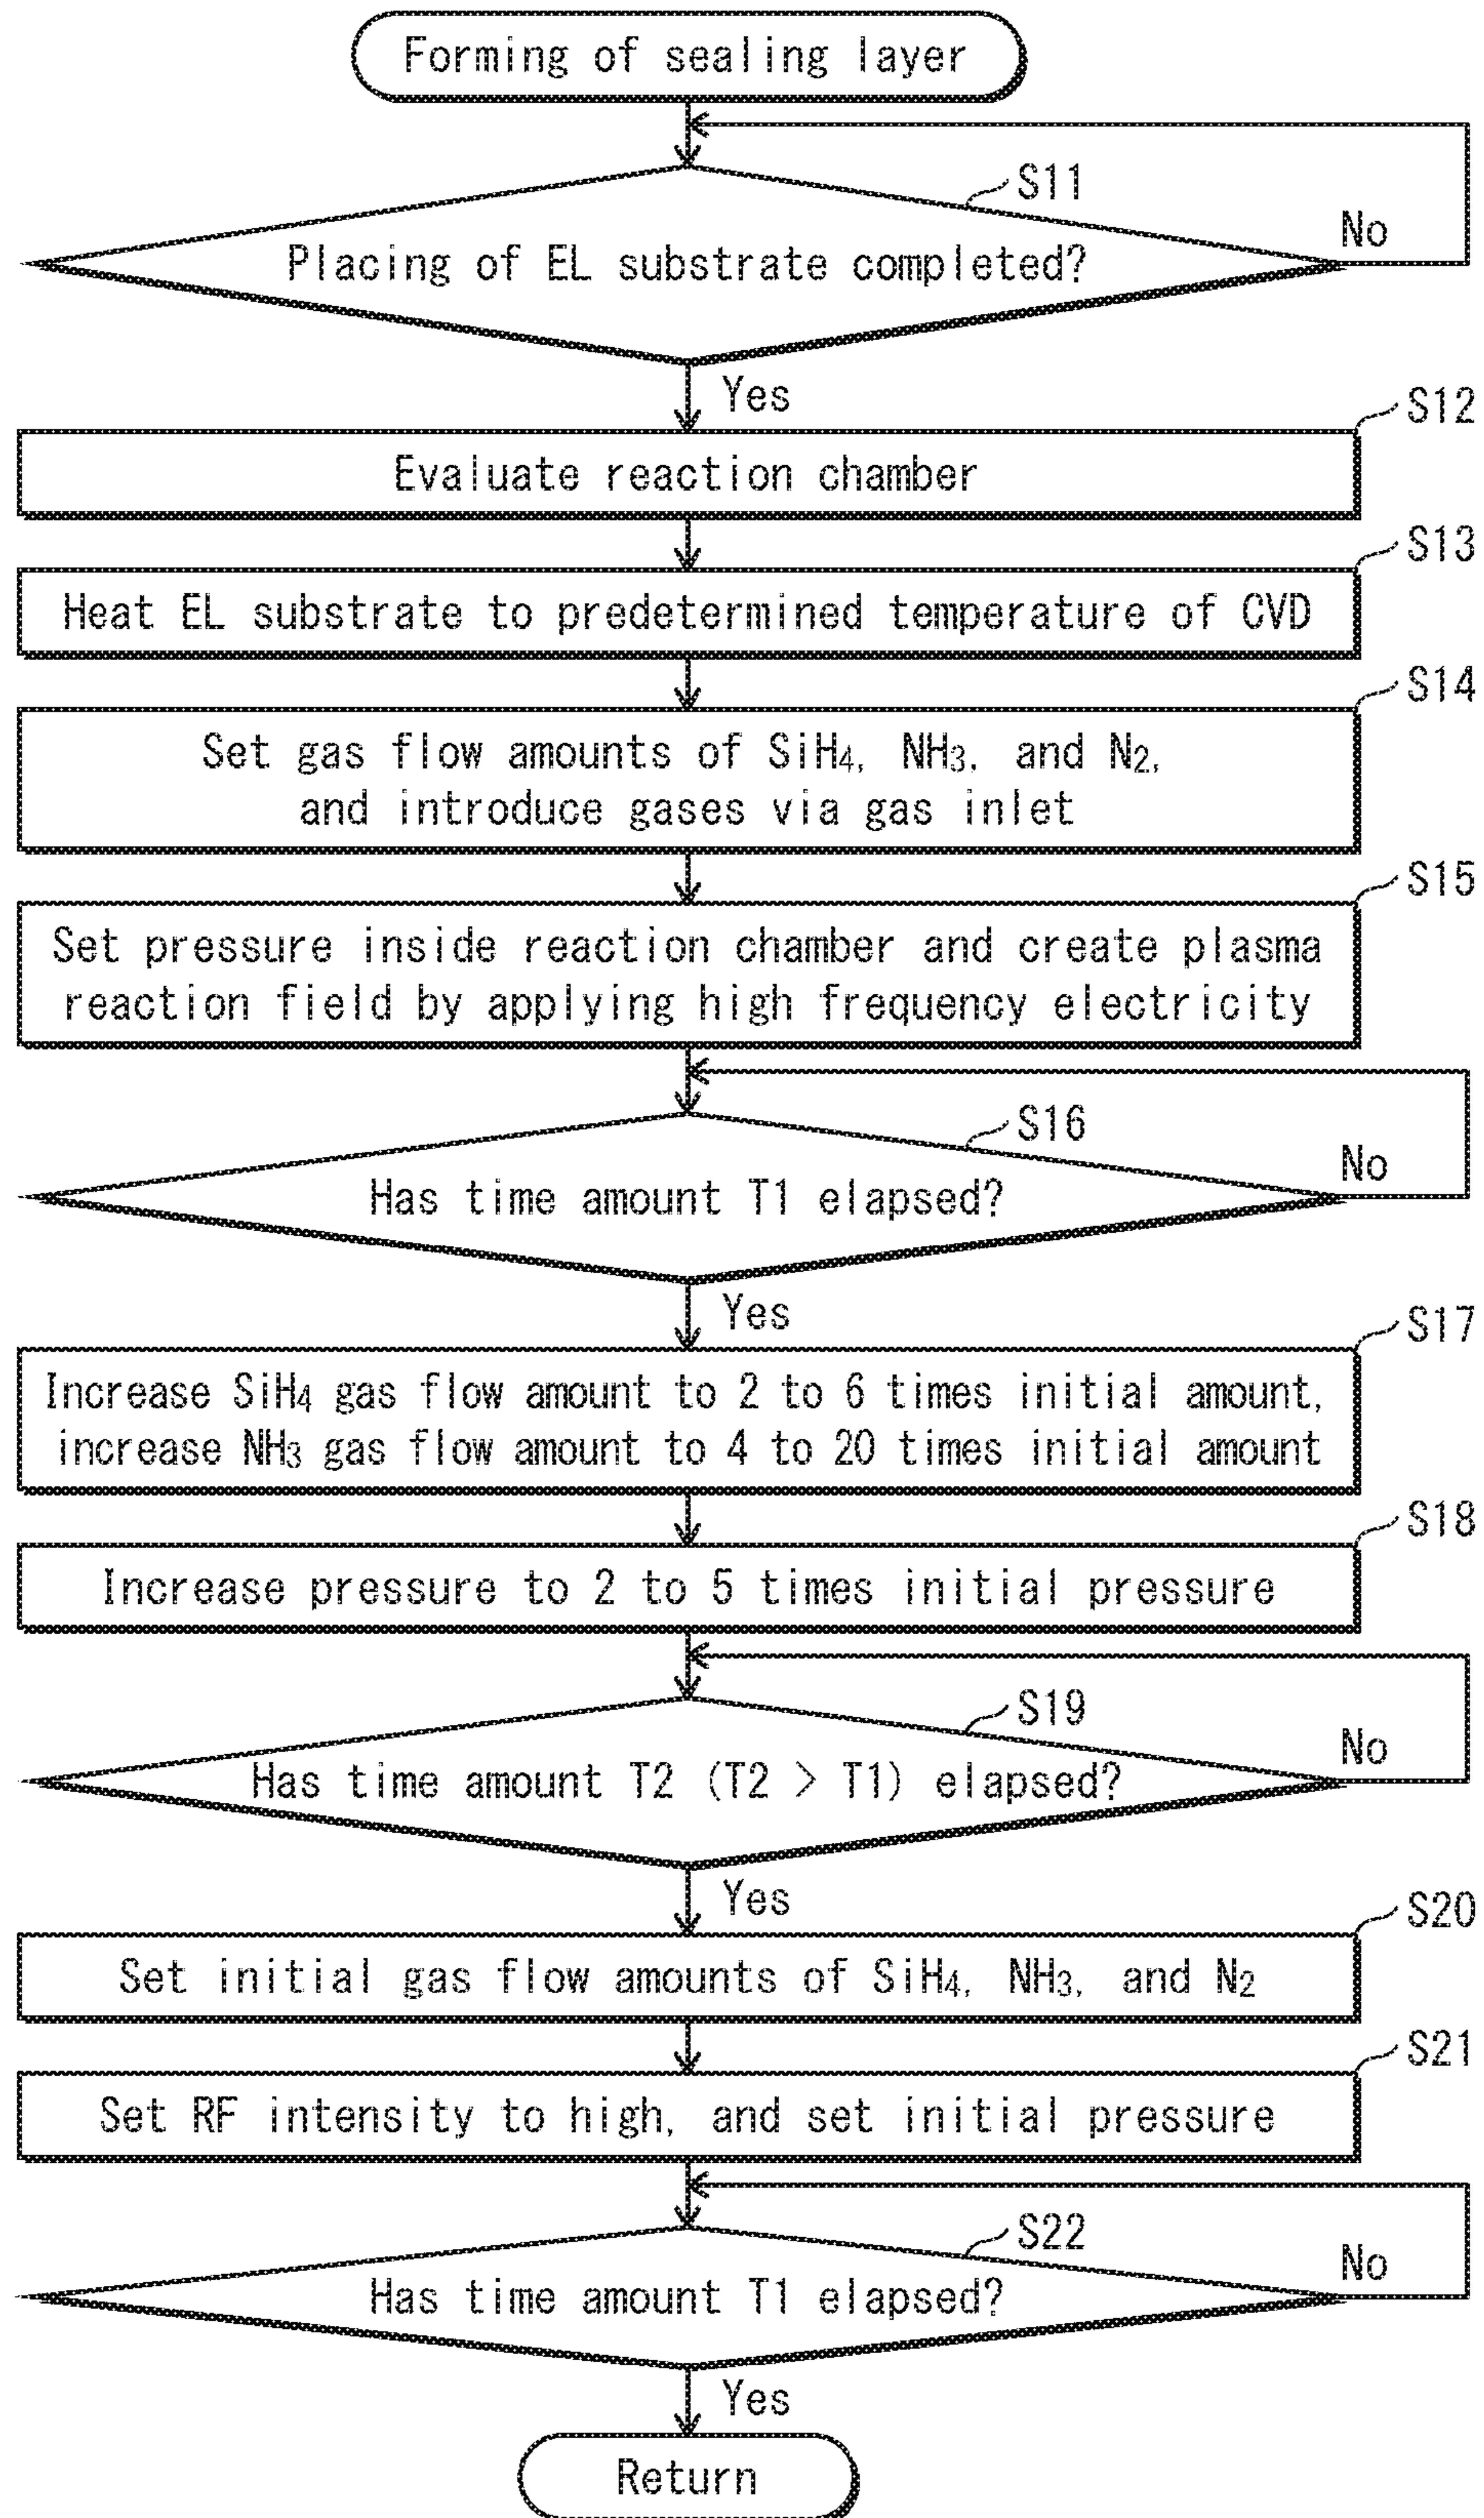 Forming of sealing layer
S11
No
Placing of EL substrate completed?
Yes
S12
Evaluate reaction chamber
S13
Heat EL substrate to predetermined temperature of CVD
S14
Set gas flow amounts of SiH₄, NH₃, and N₂,
and introduce gases via gas inlet
S15
Set pressure inside reaction chamber and create plasma
reaction field by applying high frequency electricity
S16
No
Has time amount T1 elapsed?
Yes
S17
Increase SiH₄ gas flow amount to 2 to 6 times initial amount,
increase NH₃ gas flow amount to 4 to 20 times initial amount
S18
Increase pressure to 2 to 5 times initial pressure
S19
No
Has time amount T2 (T2 > T1) elapsed?
Yes
S20
Set initial gas flow amounts of SiH₄, NH₃, and N₂
S21
Set RF intensity to high, and set initial pressure
S22
No
Has time amount T1 elapsed?
Yes
Return